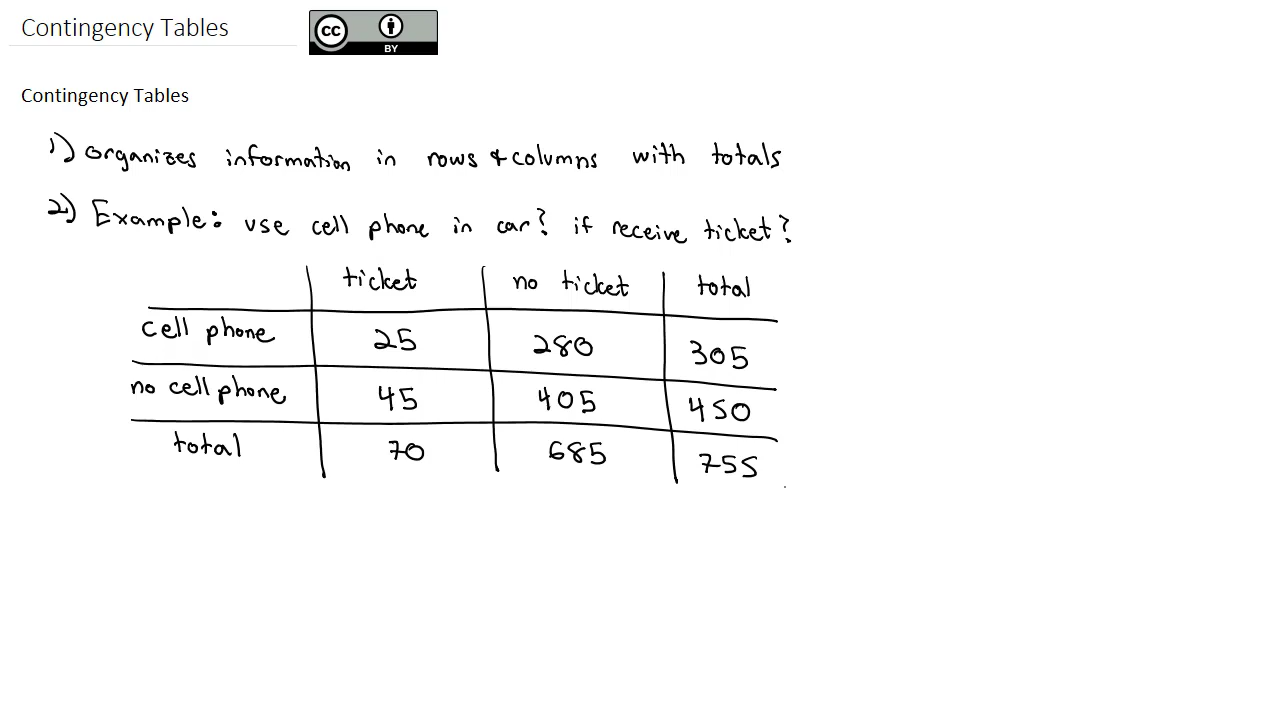 Contingency Tables
cc BY
Contingency Tables
1) organizes information in rows & columns with totals
2) Example: use cell phone in car? if receive ticket?
ticket no ticket total
cell phone 25 280 305
no cell phone 45 405 450
total 70 685 755